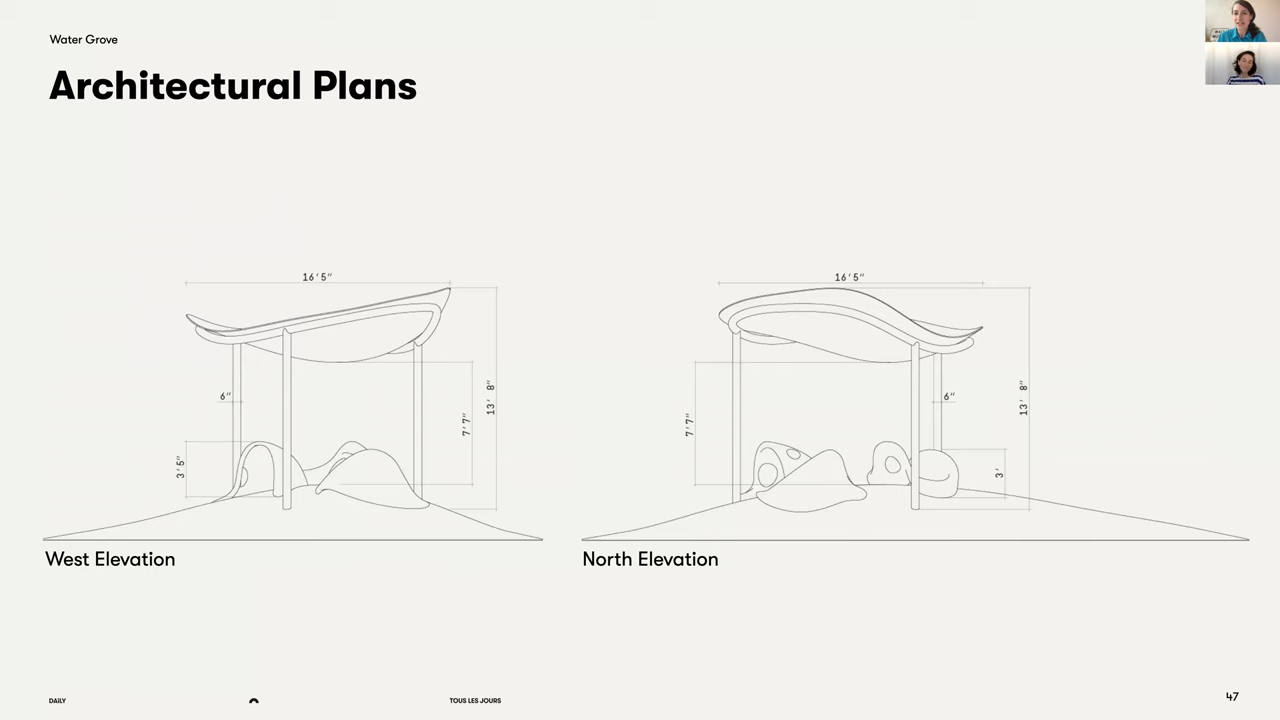 Water Grove
Architectural Plans
16'5"
6"
3'5"
7'7"
13' 8"
West Elevation
16'5"
7'7"
6"
3'
13' 8"
North Elevation
DAILY
TOUS LES JOURS
47